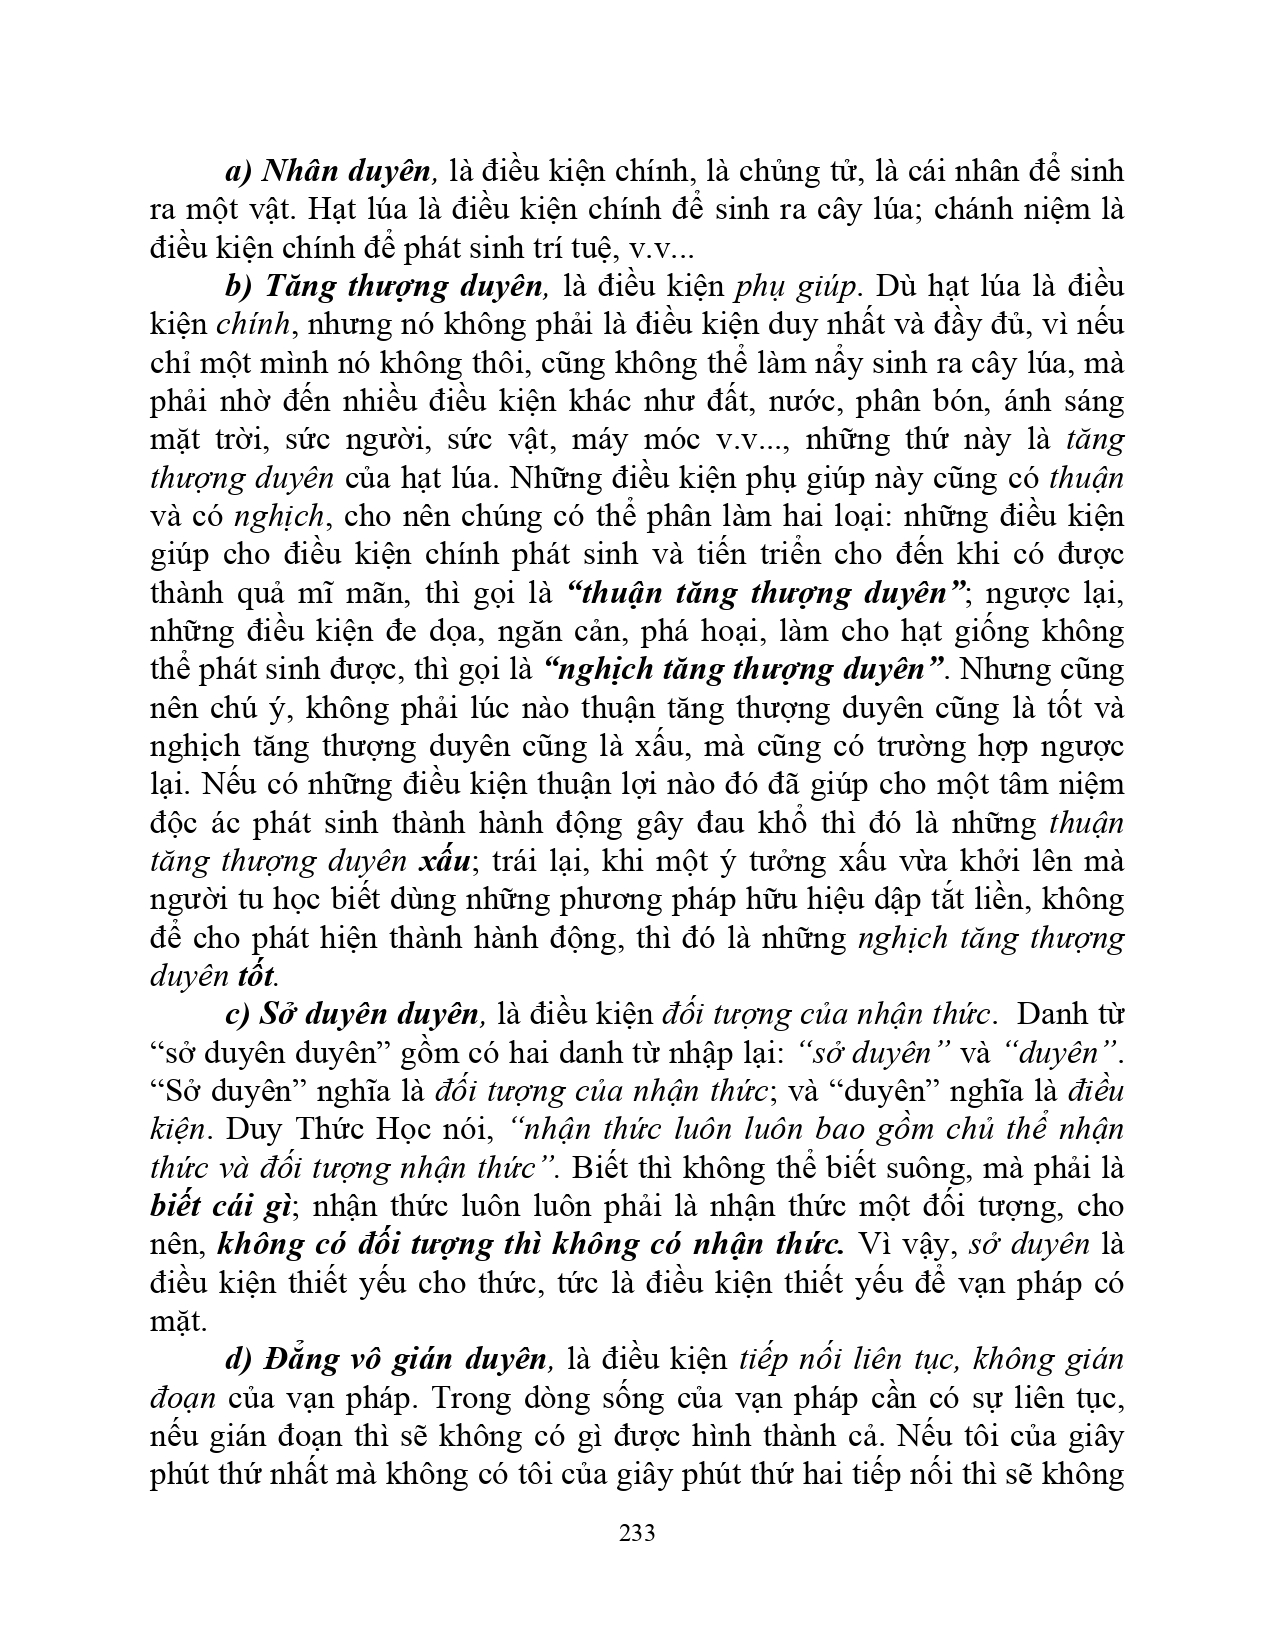 a) Nhân duyên, là điều kiện chính, là chủng tử, là cái nhân để sinh
ra một vật. Hạt lúa là điều kiện chính để sinh ra cây lúa; chánh niệm là
điều kiện chính để phát sinh trí tuệ, v.v...
b) Tăng thượng duyên, là điều kiện phụ giúp. Dù hạt lúa là điều
kiện chính, nhưng nó không phải là điều kiện duy nhất và đầy đủ, vì nếu
chỉ một mình nó không thôi, cũng không thể làm nẩy sinh ra cây lúa, mà
phải nhờ đến nhiều điều kiện khác như đất, nước, phân bón, ánh sáng
mặt trời, sức người, sức vật, máy móc v.v..., những thứ này là tăng
thượng duyên của hạt lúa. Những điều kiện phụ giúp này cũng có thuận
và có nghịch, cho nên chúng có thể phân làm hai loại: những điều kiện
giúp cho điều kiện chính phát sinh và tiến triển cho đến khi có được
thành quả mĩ mãn, thì gọi là “thuận tăng thượng duyên”; ngược lại,
những điều kiện đe dọa, ngăn cản, phá hoại, làm cho hạt giống không
thể phát sinh được, thì gọi là “nghịch tăng thượng duyên”. Nhưng cũng
nên chú ý, không phải lúc nào thuận tăng thượng duyên cũng là tốt và
nghịch tăng thượng duyên cũng là xấu, mà cũng có trường hợp ngược
lại. Nếu có những điều kiện thuận lợi nào đó đã giúp cho một tâm niệm
độc ác phát sinh thành hành động gây đau khổ thì đó là những thuận
tăng thượng duyên xấu; trái lại, khi một ý tưởng xấu vừa khởi lên mà
người tu học biết dùng những phương pháp hữu hiệu dập tắt liền, không
để cho phát hiện thành hành động, thì đó là những nghịch tăng thượng
duyên tốt.
c) Sở duyên duyên, là điều kiện đối tượng của nhận thức.  Danh từ
“sở duyên duyên” gồm có hai danh từ nhập lại: “sở duyên” và “duyên”.
“Sở duyên” nghĩa là đối tượng của nhận thức; và “duyên” nghĩa là điều
kiện. Duy Thức Học nói, “nhận thức luôn luôn bao gồm chủ thể nhận
thức và đối tượng nhận thức”. Biết thì không thể biết suông, mà phải là
biết cái gì; nhận thức luôn luôn phải là nhận thức một đối tượng, cho
nên, không có đối tượng thì không có nhận thức. Vì vậy, sở duyên là
điều kiện thiết yếu cho thức, tức là điều kiện thiết yếu để vạn pháp có
mặt.
d) Đẳng vô gián duyên, là điều kiện tiếp nối liên tục, không gián
đoạn của vạn pháp. Trong dòng sống của vạn pháp cần có sự liên tục,
nếu gián đoạn thì sẽ không có gì được hình thành cả. Nếu tôi của giây
phút thứ nhất mà không có tôi của giây phút thứ hai tiếp nối thì sẽ không
233